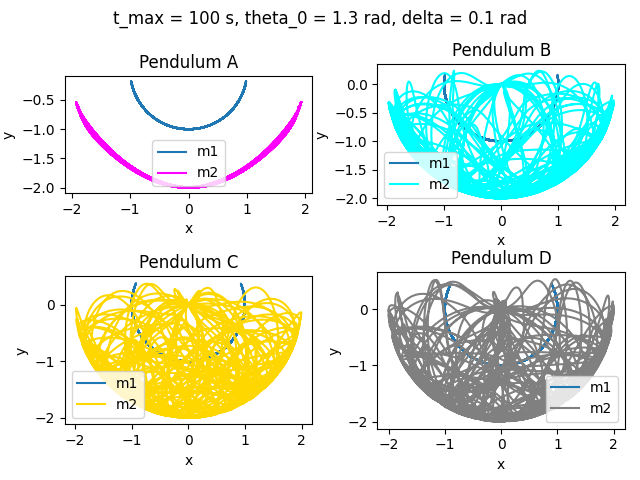 t_max = 100 s, theta_0 = 1.3 rad, delta = 0.1 rad
Pendulum A
−0.5
−1.0
−1.5
−2.0
y
m1
m2
−2
−1
0
1
2
x
Pendulum B
0.0
−0.5
−1.0
−1.5
−2.0
y
m1
m2
−2
−1
0
1
2
x
Pendulum C
0
−1
−2
y
m1
m2
−2
−1
0
1
2
x
Pendulum D
0
−1
−2
y
m1
m2
−2
−1
0
1
2
x